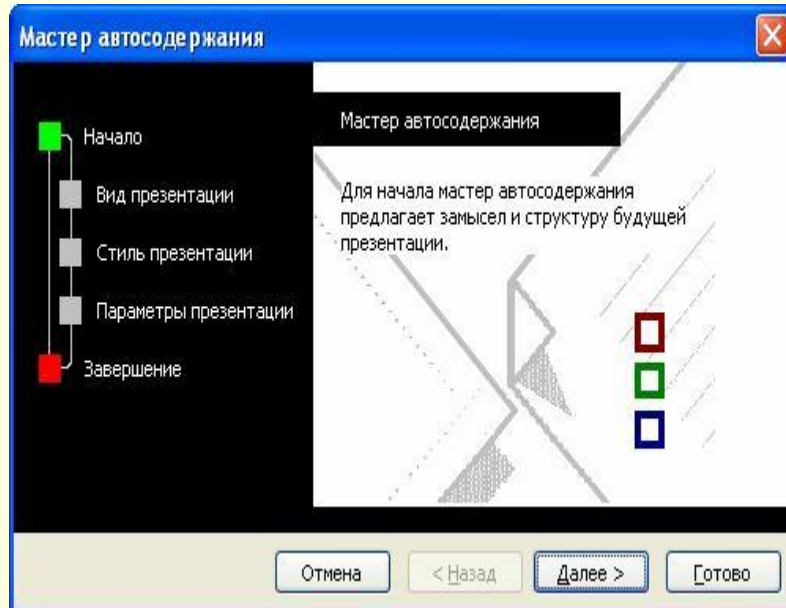 Мастер автосодержания
Начало
Вид презентации
Стиль презентации
Параметры презентации
Завершение
Мастер автосодержания
Для начала мастер автосодержания
предлагает замысел и структуру будущей
презентации.
Отмена
< Назад
Далее >
Готово